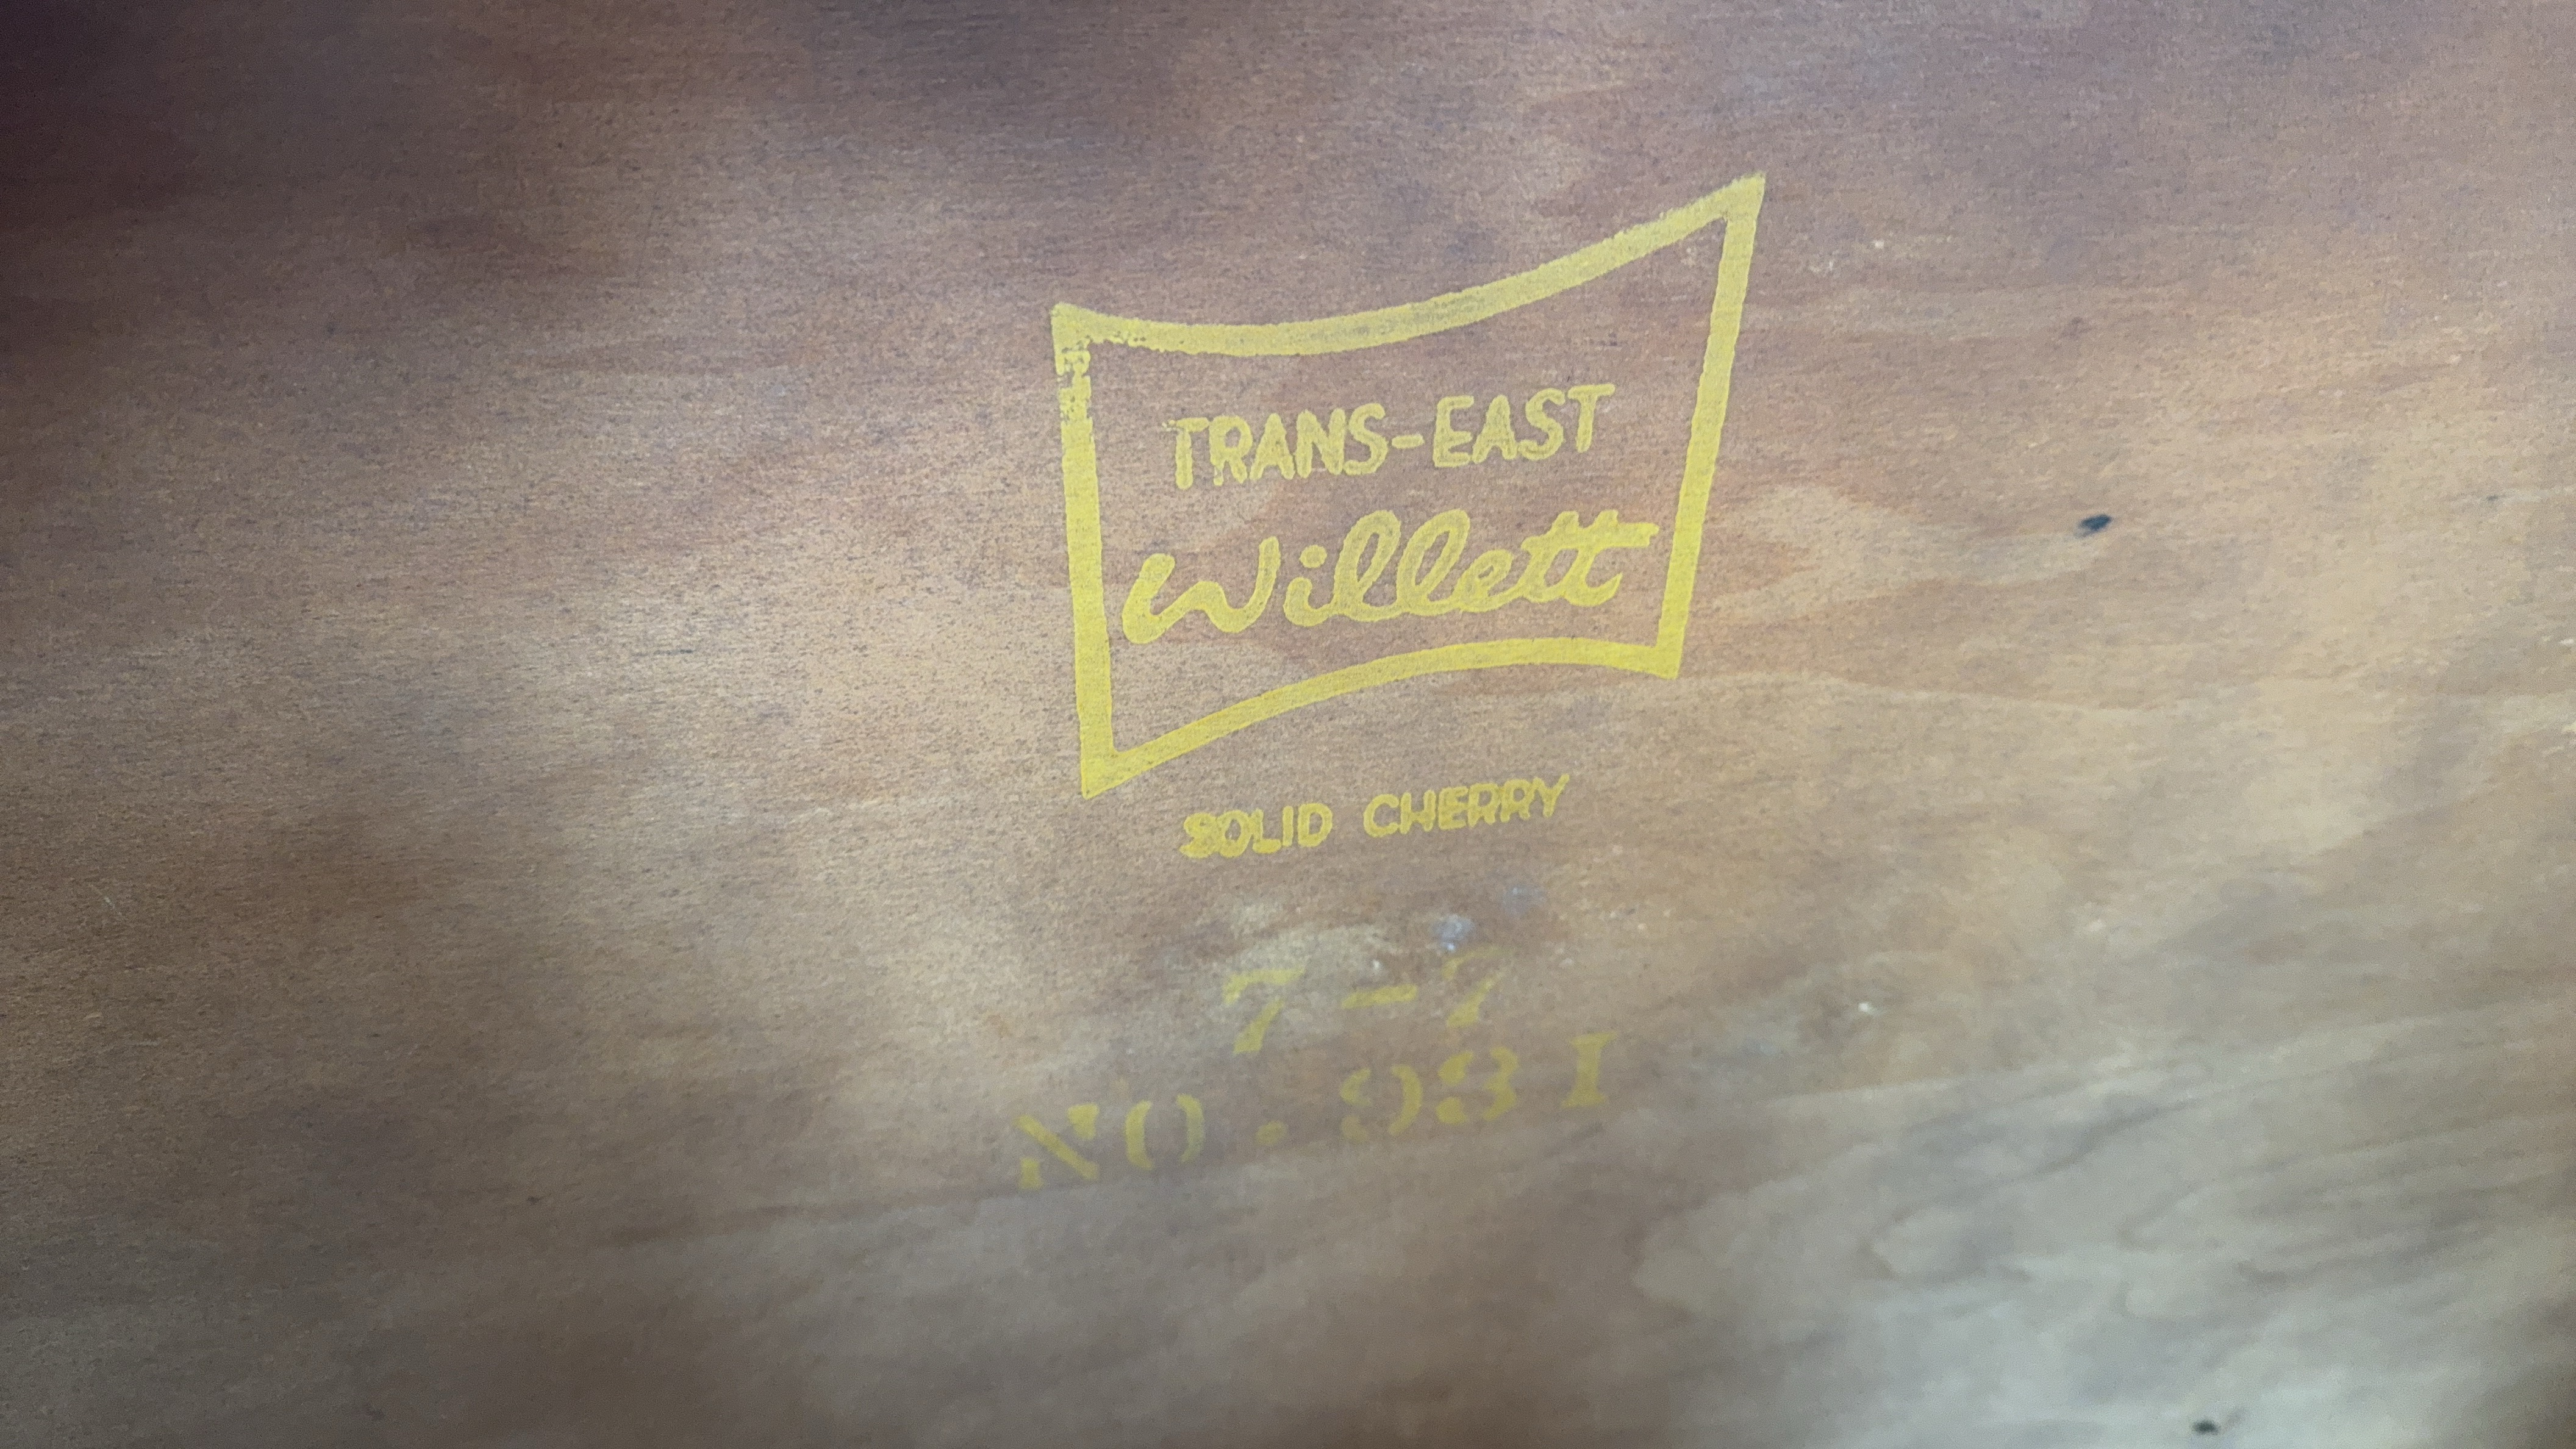 TRANS-EAST
Willett
SOLID CHERRY
7-7
NO. 931